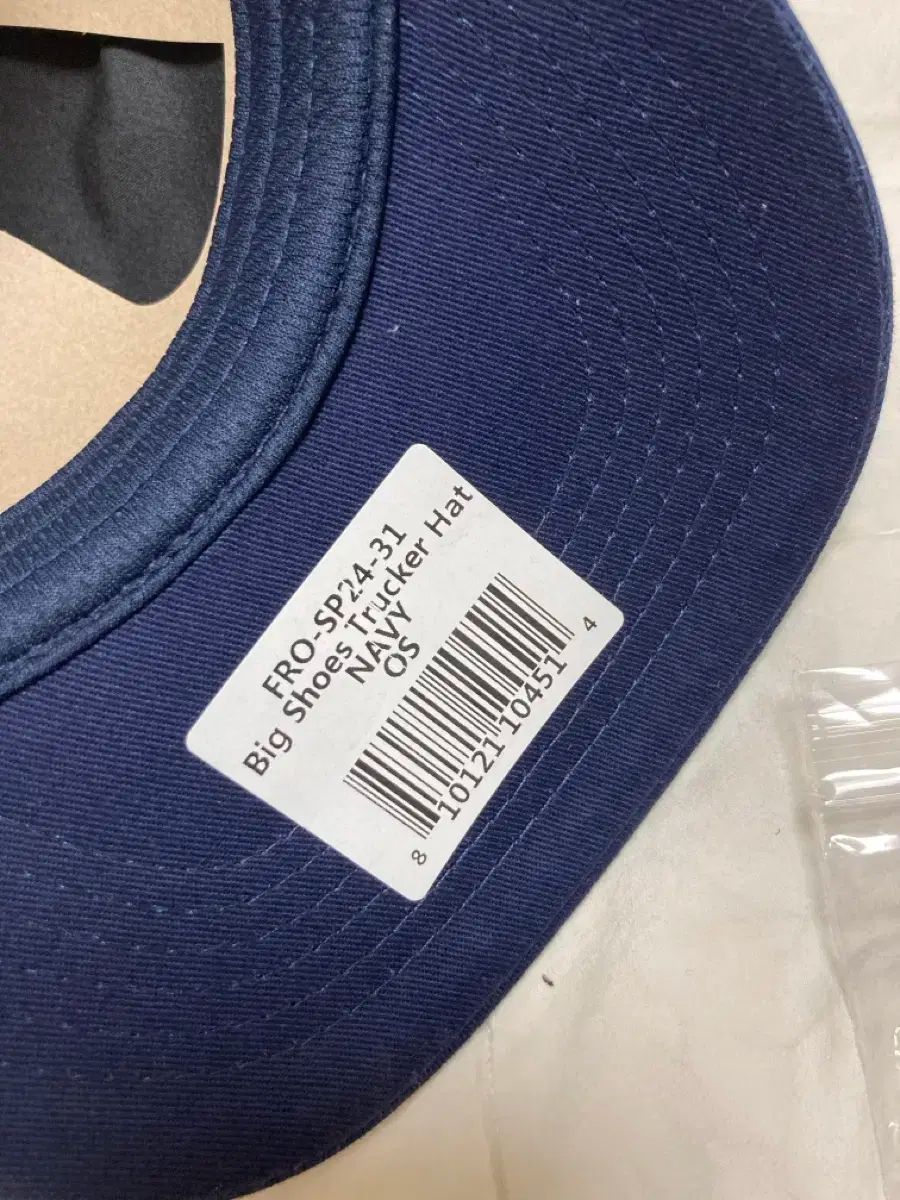 FRO-SP24-31
Big Shoes Trucker Hat
NAVY
OS
8 10121 10451 4